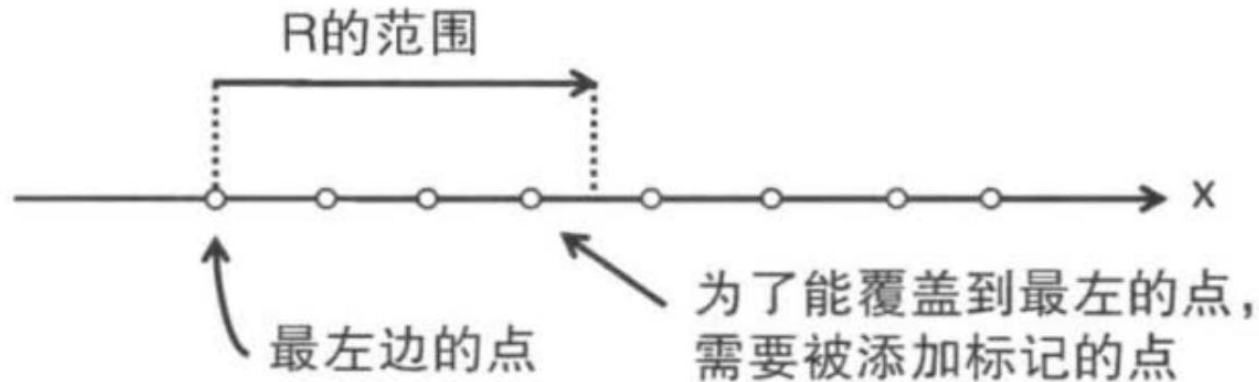 R的范围
x
最左边的点
为了能覆盖到最左的点，
需要被添加标记的点